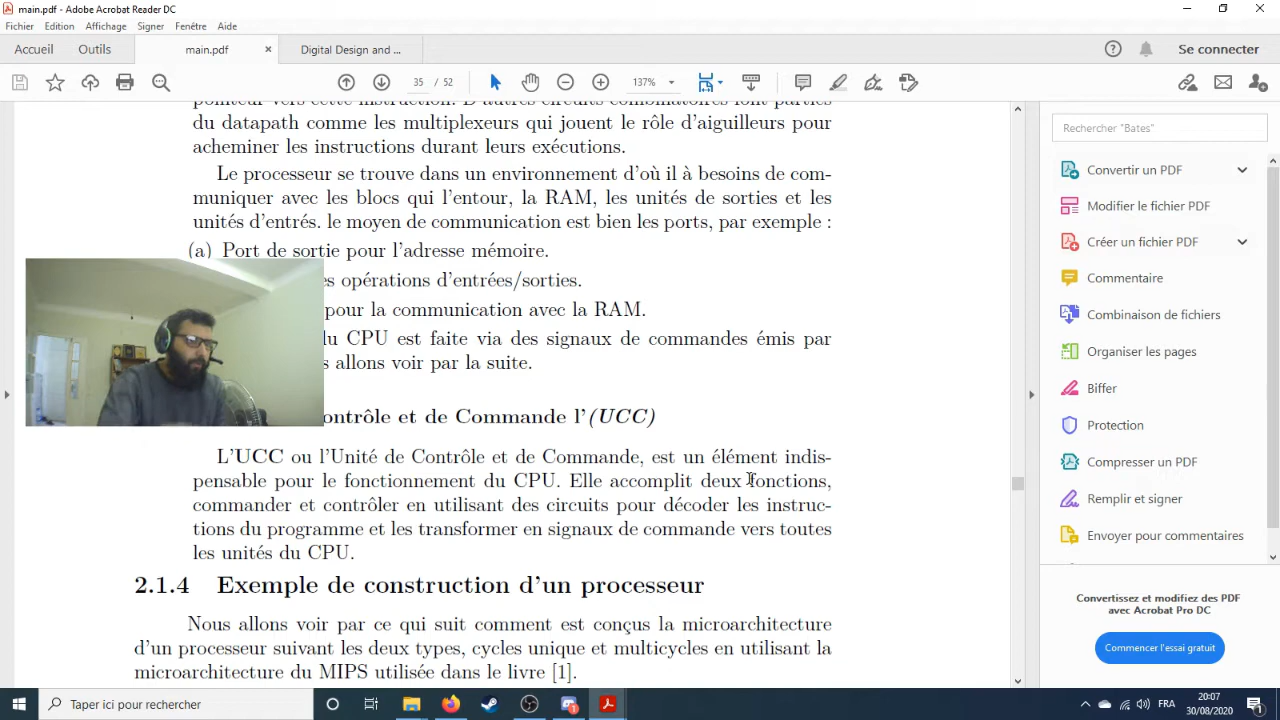 main.pdf - Adobe Acrobat Reader DC
Fichier Edition Affichage Signer Fenêtre Aide
Accueil Outils main.pdf × Digital Design and ... Se connecter
35 / 52 137%
du datapath comme les multiplexeurs qui jouent le rôle d'aiguilleurs pour
acheminer les instructions durant leurs exécutions.
Le processeur se trouve dans un environnement d'où il à besoins de com-
muniquer avec les blocs qui l'entour, la RAM, les unités de sorties et les
unités d'entrés. le moyen de communication est bien les ports, par exemple :
(a) Port de sortie pour l'adresse mémoire.
es opérations d'entrées/sorties.
pour la communication avec la RAM.
du CPU est faite via des signaux de commandes émis par
s allons voir par la suite.
ontrôle et de Commande l'(UCC)
L'UCC ou l'Unité de Contrôle et de Commande, est un élément indis-
pensable pour le fonctionnement du CPU. Elle accomplit deux fonctions,
commander et contrôler en utilisant des circuits pour décoder les instruc-
tions du programme et les transformer en signaux de commande vers toutes
les unités du CPU.
2.1.4 Exemple de construction d'un processeur
Nous allons voir par ce qui suit comment est conçus la microarchitecture
d'un processeur suivant les deux types, cycles unique et multicycles en utilisant la
microarchitecture du MIPS utilisée dans le livre [1].
Rechercher "Bates"
Convertir un PDF
Modifier le fichier PDF
Créer un fichier PDF
Commentaire
Combinaison de fichiers
Organiser les pages
Biffer
Protection
Compresser un PDF
Remplir et signer
Envoyer pour commentaires
Convertissez et modifiez des PDF
avec Acrobat Pro DC
Commencer l'essai gratuit
Taper ici pour rechercher
FRA
20:07
30/08/2020